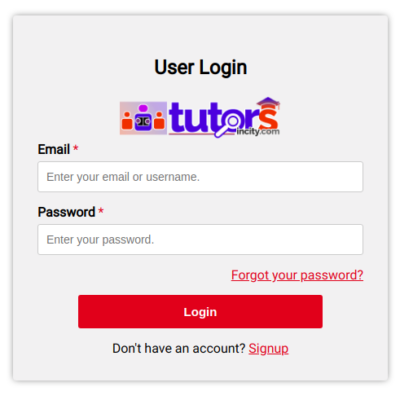 User Login
tutors
incity.com
Email *
Enter your email or username.
Password *
Enter your password.
Forgot your password?
Login
Don't have an account? Signup